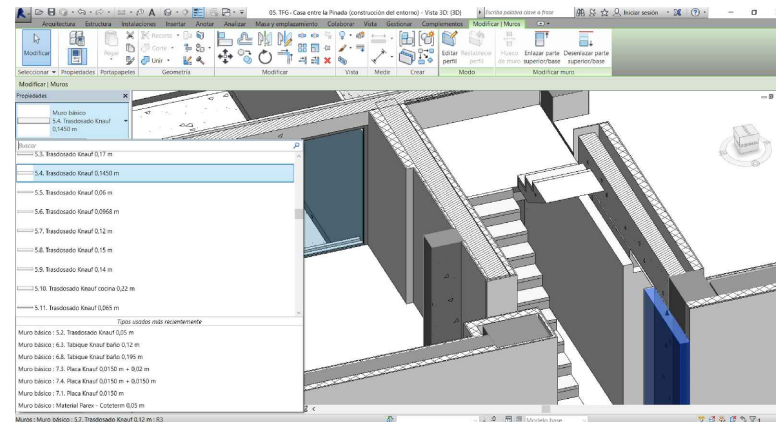 05. TFG - Casa entre la Pinada (construcción del entorno) - Vista 3D: {3D}
Escriba palabra clave o frase
Iniciar sesión
Arquitectura Estructura Instalaciones Insertar Anotar Analizar Masa y emplazamiento Colaborar Vista Gestionar Complementos Modificar | Muros
Modificar
Pegar
Recorte
Corte
Unir
Editar perfil
Restablecer perfil
Hueco de muro
Enlazar parte superior/base
Desenlazar parte superior/base
Seleccionar Propiedades Portapapeles Geometría Modificar Vista Medir Crear Modo Modificar muro
Modificar | Muros
Propiedades
Muro básico
5.4. Trasdosado Knauf
0,1450 m
Buscar
5.3. Trasdosado Knauf 0,17 m
5.4. Trasdosado Knauf 0,1450 m
5.5. Trasdosado Knauf 0,06 m
5.6. Trasdosado Knauf 0,0968 m
5.7. Trasdosado Knauf 0,12 m
5.8. Trasdosado Knauf 0,15 m
5.9. Trasdosado Knauf 0,14 m
5.10. Trasdosado Knauf cocina 0,22 m
5.11. Trasdosado Knauf 0,065 m
Tipos usados más recientemente
Muro básico : 5.2. Trasdosado Knauf 0,05 m
Muro básico : 6.3. Tabique Knauf baño 0,12 m
Muro básico : 6.8. Tabique Knauf baño 0,195 m
Muro básico : 7.3. Placa Knauf 0,0150 m + 0,02 m
Muro básico : 7.4. Placa Knauf 0,0150 m + 0,0150 m
Muro básico : 7.1. Placa Knauf 0,0150 m
Muro básico : Material Parex - Coteterm 0,05 m
Muros : Muro básico : 5.7. Trasdosado Knauf 0,12 m : R3
Modelo base